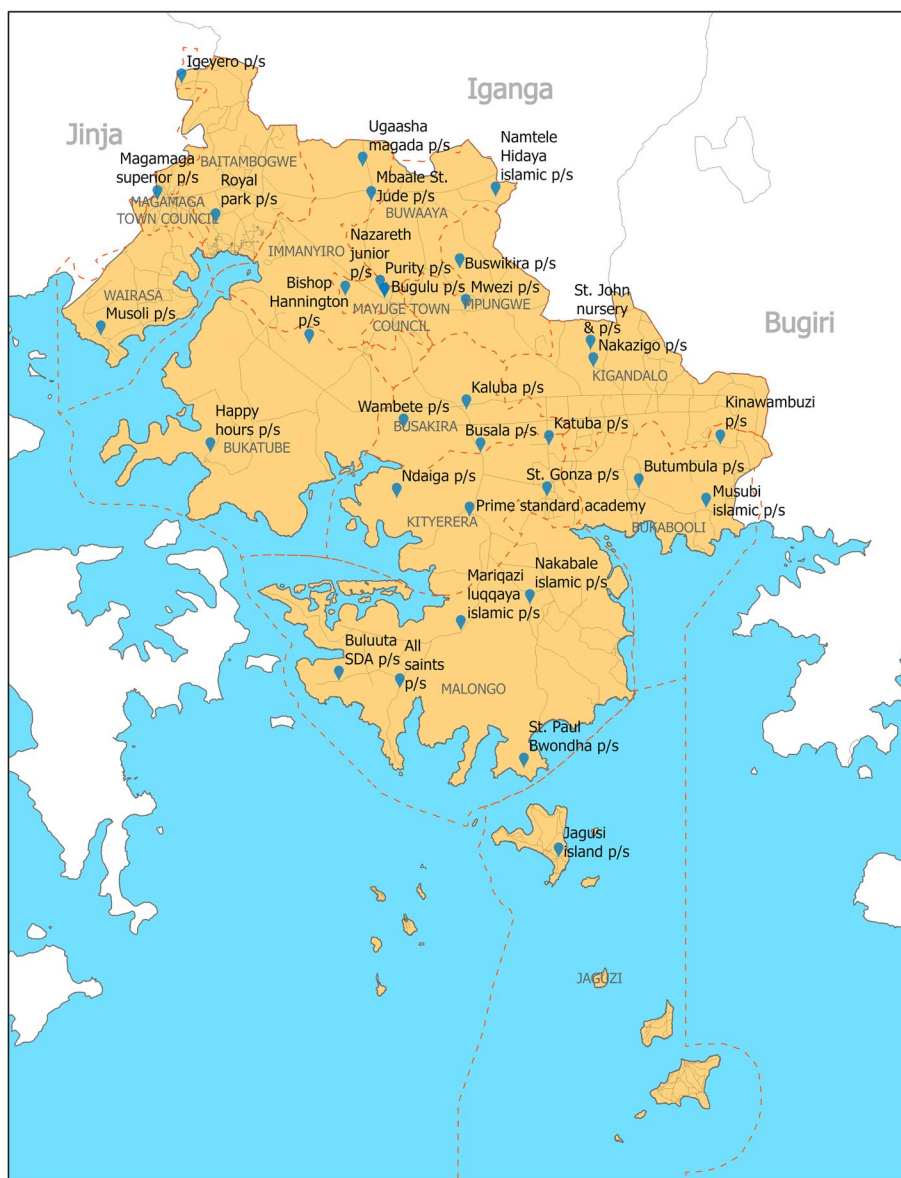 Igeyero p/s
Iganga
Jinja
Ugaasha
magada p/s
Namtele
Hidaya
islamic p/s
BAITAMBOGWE
Magamaga
superior p/s
Royal
park p/s
Mbaale St.
Jude p/s
MAGAMAGA
TOWN COUNCIL
BUWAAYA
IMMANYIRO
Nazareth
junior
p/s
Purity p/s
Buswikira p/s
Bishop
Hannington
p/s
Bugulu p/s
Mwezi p/s
MPUNGWE
WAIRASA
Musoli p/s
MAYUGE TOWN
COUNCIL
St. John
nursery
& p/s
Bugiri
Nakazigo p/s
KIGANDALO
Kaluba p/s
Wambete p/s
BUSAKIRA
Kinawambuzi
p/s
Happy
hours p/s
BUKATUBE
Busala p/s
Katuba p/s
Ndaiga p/s
St. Gonza p/s
Butumbula p/s
Musubi
islamic p/s
KITYERERA
Prime standard academy
BUKABOOLI
Mariqazi
luqqaya
islamic p/s
Nakabale
islamic p/s
Buluuta
SDA p/s
All
saints
p/s
MALONGO
St. Paul
Bwondha p/s
Jagusi
island p/s
JAGUZI